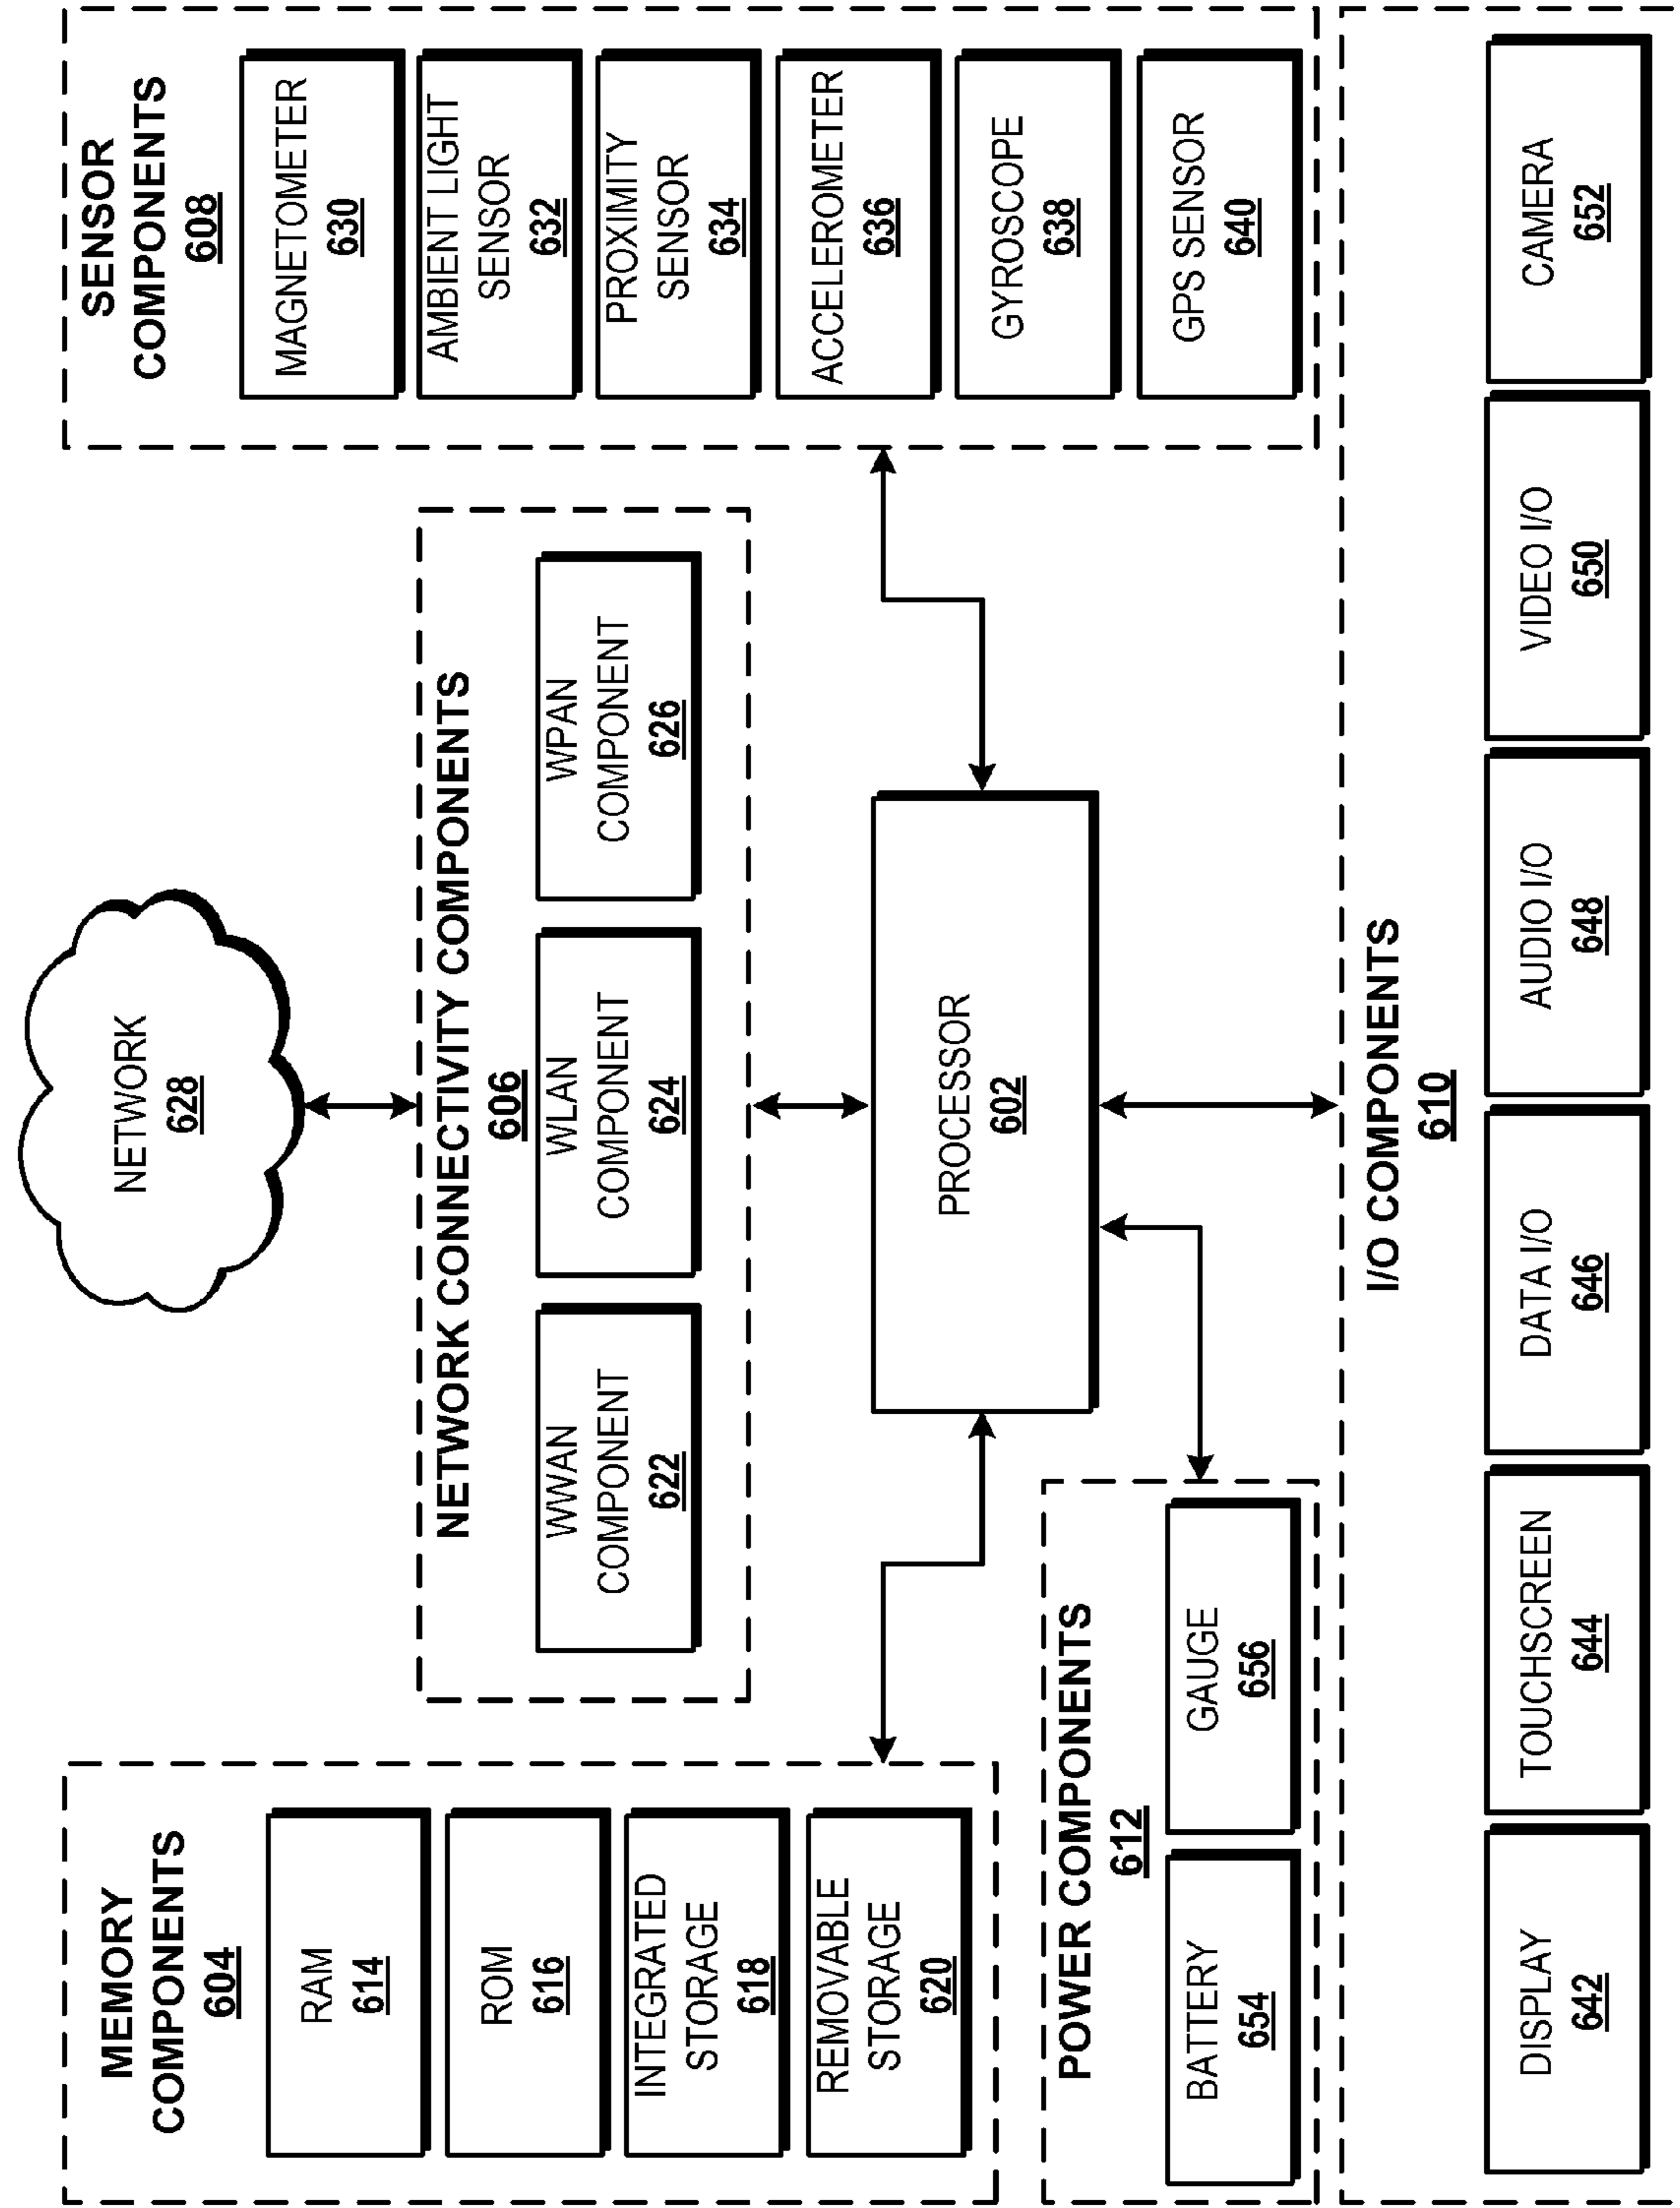 MEMORY
COMPONENTS
604
RAM
614
ROM
616
INTEGRATED
STORAGE
618
REMOVABLE
STORAGE
620
NETWORK
628
NETWORK CONNECTIVITY COMPONENTS
606
WWAN
COMPONENT
622
WLAN
COMPONENT
624
WPAN
COMPONENT
626
SENSOR
COMPONENTS
608
MAGNETOMETER
630
AMBIENT LIGHT
SENSOR
632
PROXIMITY
SENSOR
634
ACCELEROMETER
636
GYROSCOPE
638
GPS SENSOR
640
PROCESSOR
602
POWER COMPONENTS
612
BATTERY
654
GAUGE
656
I/O COMPONENTS
610
DISPLAY
642
TOUCHSCREEN
644
DATA I/O
646
AUDIO I/O
648
VIDEO I/O
650
CAMERA
652